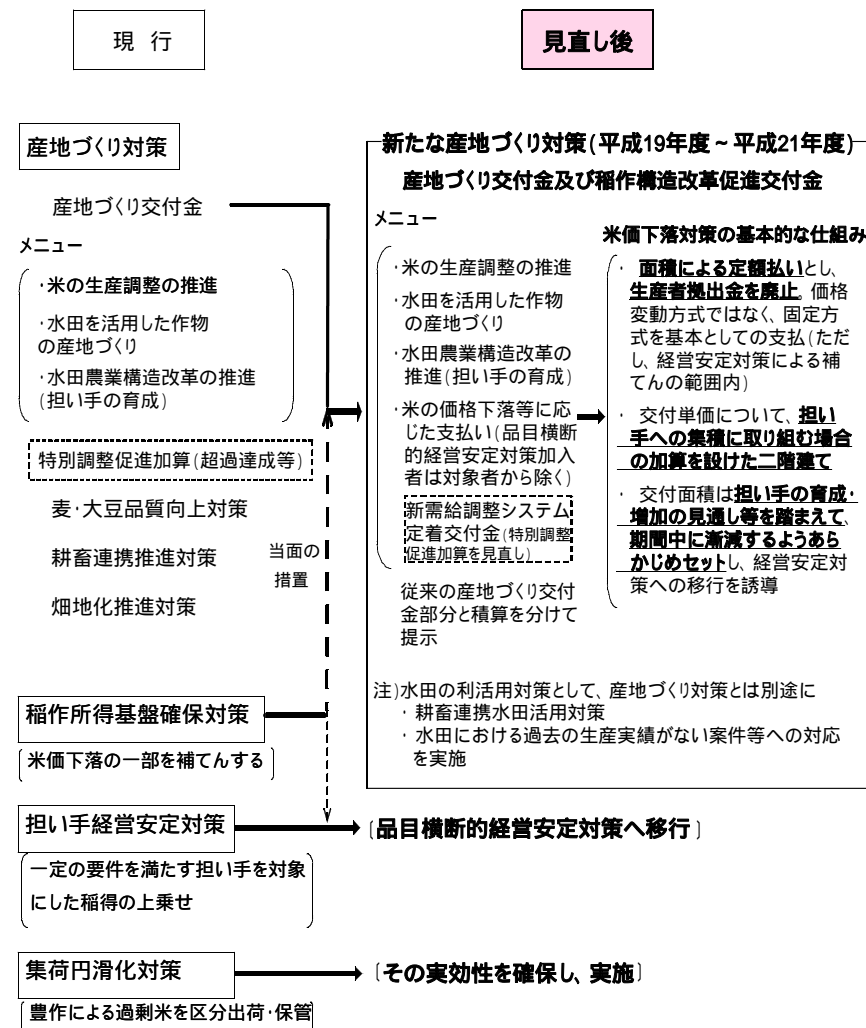 現 行
見直し後
産地づくり対策
産地づくり交付金
メニュー
・米の生産調整の推進
・水田を活用した作物
の産地づくり
・水田農業構造改革の推進
(担い手の育成)
特別調整促進加算(超過達成等)
麦・大豆品質向上対策
耕畜連携推進対策
畑地化推進対策
当面の
措置
稲作所得基盤確保対策
米価下落の一部を補てんする
担い手経営安定対策
一定の要件を満たす担い手を対象
にした稲得の上乗せ
集荷円滑化対策
豊作による過剰米を区分出荷・保管
新たな産地づくり対策(平成19年度~平成21年度)
産地づくり交付金及び稲作構造改革促進交付金
メニュー
・米の生産調整の推進
・水田を活用した作物
の産地づくり
・水田農業構造改革の
推進(担い手の育成)
・米の価格下落等に応
じた支払い(品目横断
的経営安定対策加入
者は対象者から除く)
新需給調整システム
定着交付金(特別調整
促進加算を見直し)
従来の産地づくり交付
金部分と積算を分けて
提示
米価下落対策の基本的な仕組み
・ 面積による定額払いとし、
生産者拠出金を廃止。価格
変動方式ではなく、固定方
式を基本としての支払(ただ
し、経営安定対策による補
てんの範囲内)
・ 交付単価について、担い
手への集積に取り組む場合
の加算を設けた二階建て
・ 交付面積は担い手の育成・
増加の見通し等を踏まえて、
期間中に漸減するようあら
かじめセットし、経営安定対
策への移行を誘導
注)水田の利活用対策として、産地づくり対策とは別途に
・ 耕畜連携水田活用対策
・ 水田における過去の生産実績がない案件等への対応
を実施
〔品目横断的経営安定対策へ移行〕
〔その実効性を確保し、実施〕